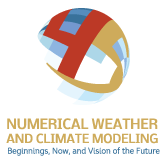 NUMERICAL WEATHER
AND CLIMATE MODELING
Beginnings, Now, and Vision of the Future